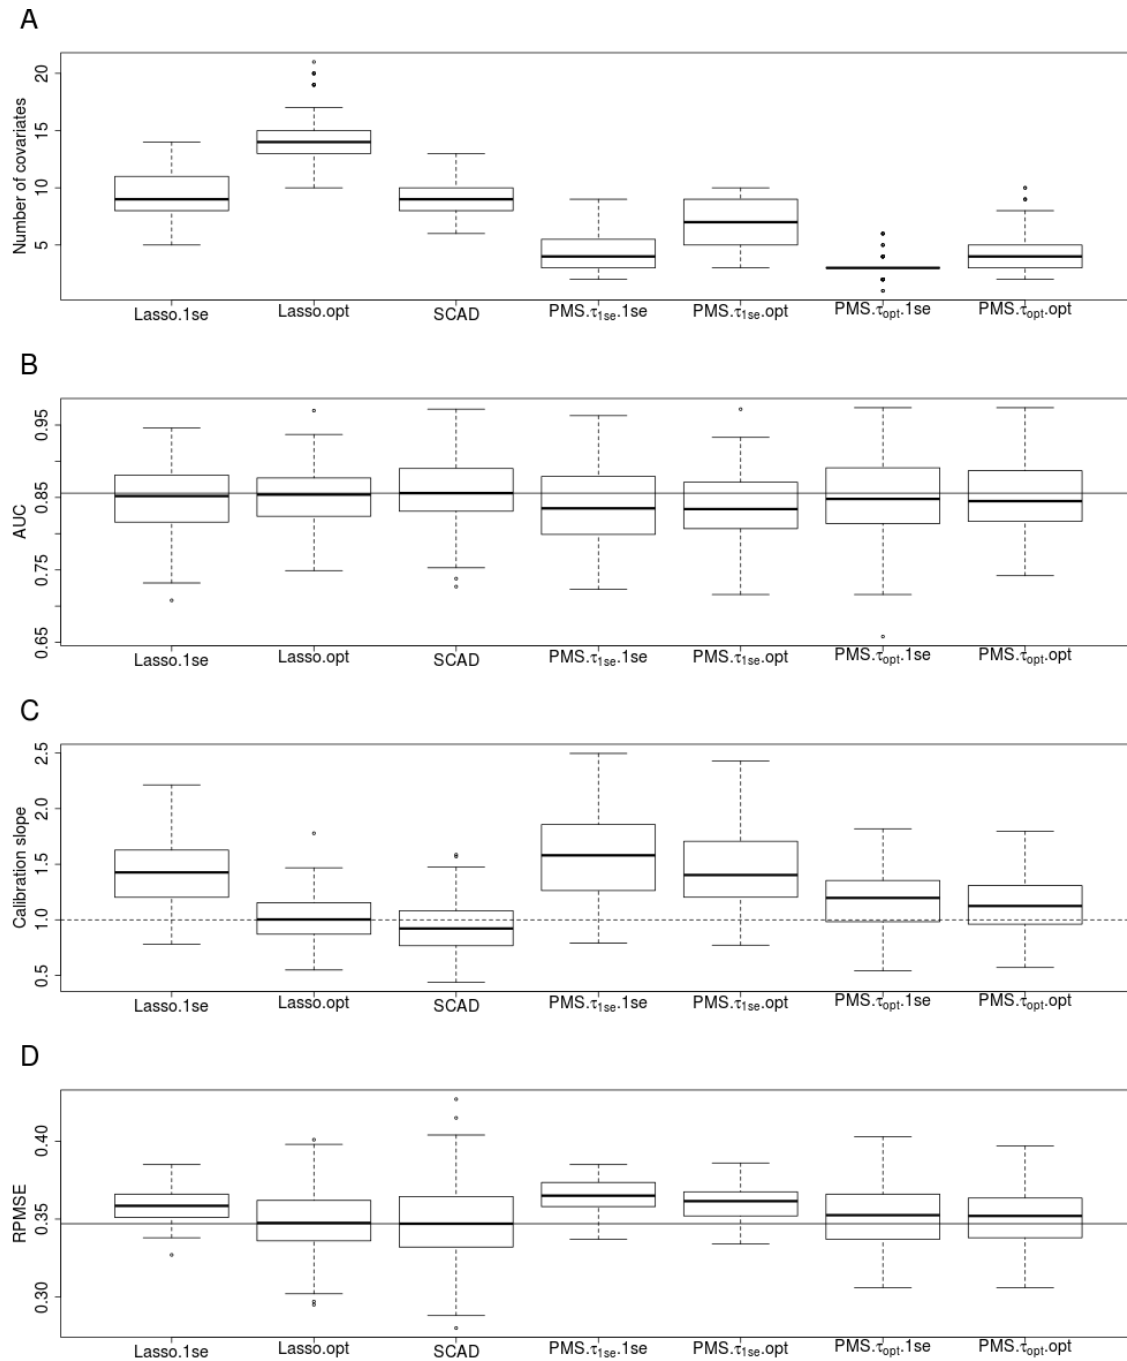 A
Number of covariates
20
15
10
5
Lasso.1se Lasso.opt SCAD PMS.τ1se.1se PMS.τ1se.opt PMS.τopt.1se PMS.τopt.opt
B
AUC
0.95
0.85
0.75
0.65
Lasso.1se Lasso.opt SCAD PMS.τ1se.1se PMS.τ1se.opt PMS.τopt.1se PMS.τopt.opt
C
Calibration slope
2.5
2.0
1.5
1.0
0.5
Lasso.1se Lasso.opt SCAD PMS.τ1se.1se PMS.τ1se.opt PMS.τopt.1se PMS.τopt.opt
D
RPMSE
0.40
0.35
0.30
Lasso.1se Lasso.opt SCAD PMS.τ1se.1se PMS.τ1se.opt PMS.τopt.1se PMS.τopt.opt